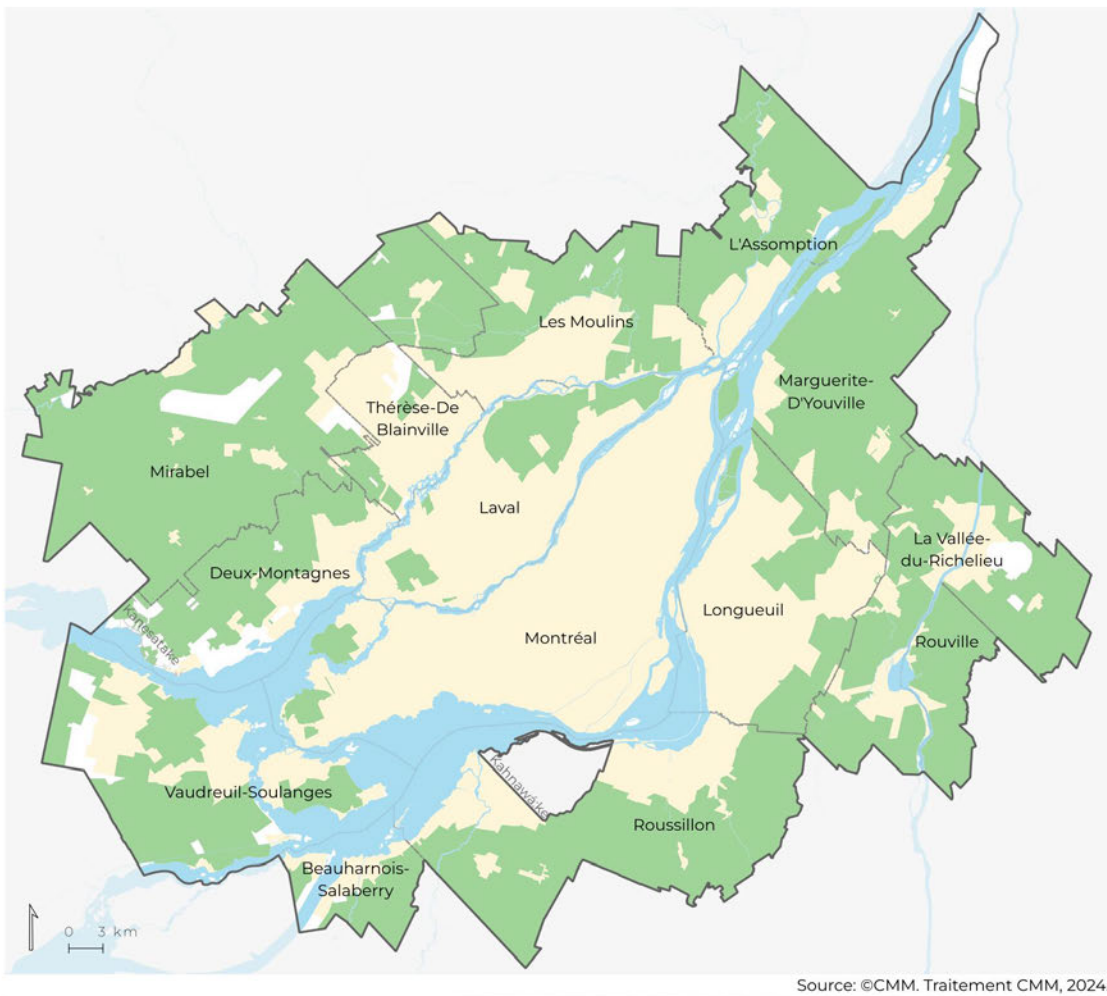 L'Assomption
Les Moulins
Marguerite-
D'Youville
Thérèse-De
Blainville
Mirabel
Laval
La Vallée-
du-Richelieu
Deux-Montagnes
Longueuil
Kanesatake
Montréal
Rouville
Kahnawá:ke
Vaudreuil-Soulanges
Roussillon
Beauharnois-
Salaberry
0 3 km
Source: ©CMM. Traitement CMM, 2024